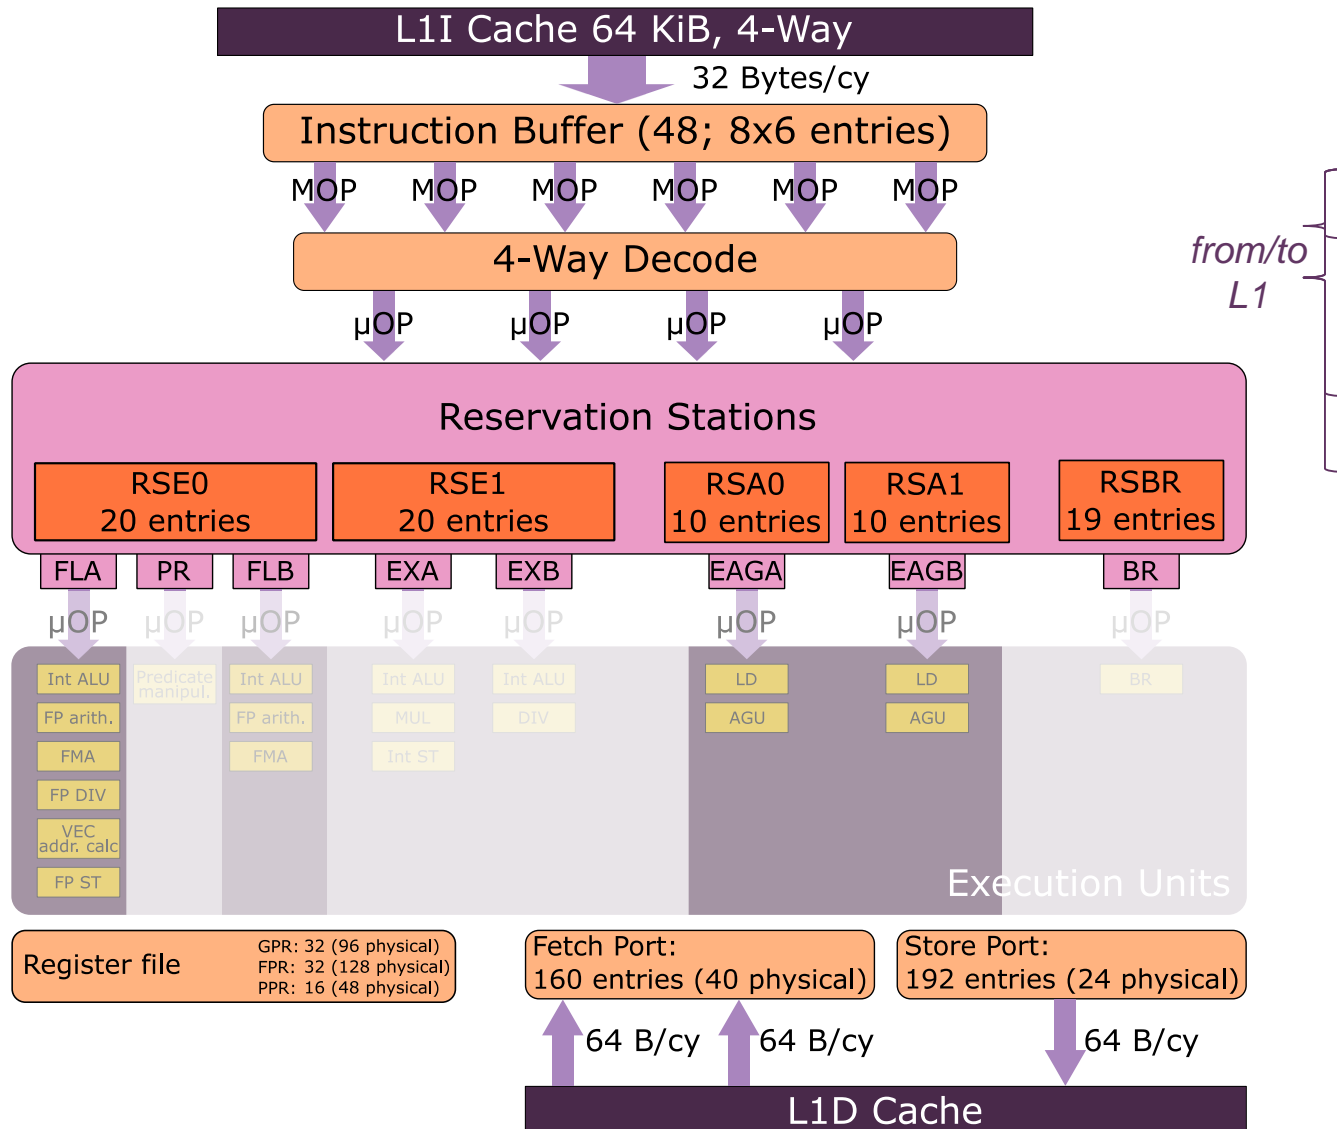 L1I Cache 64 KiB, 4-Way
32 Bytes/cy
Instruction Buffer (48; 8x6 entries)
MOP MOP MOP MOP MOP MOP
4-Way Decode
µOP µOP µOP µOP
from/to
L1
Reservation Stations
RSE0
20 entries
RSE1
20 entries
RSA0
10 entries
RSA1
10 entries
RSBR
19 entries
FLA PR FLB EXA EXB EAGA EAGB BR
µOP µOP µOP µOP µOP µOP µOP µOP
Int ALU
FP arith.
FMA
FP DIV
VEC
addr. calc
FP ST
Predicate
manipul.
Int ALU
FP arith.
FMA
Int ALU
MUL
Int ST
Int ALU
DIV
LD
AGU
LD
AGU
BR
Execution Units
Register file
GPR: 32 (96 physical)
FPR: 32 (128 physical)
PPR: 16 (48 physical)
Fetch Port:
160 entries (40 physical)
Store Port:
192 entries (24 physical)
64 B/cy 64 B/cy 64 B/cy
L1D Cache